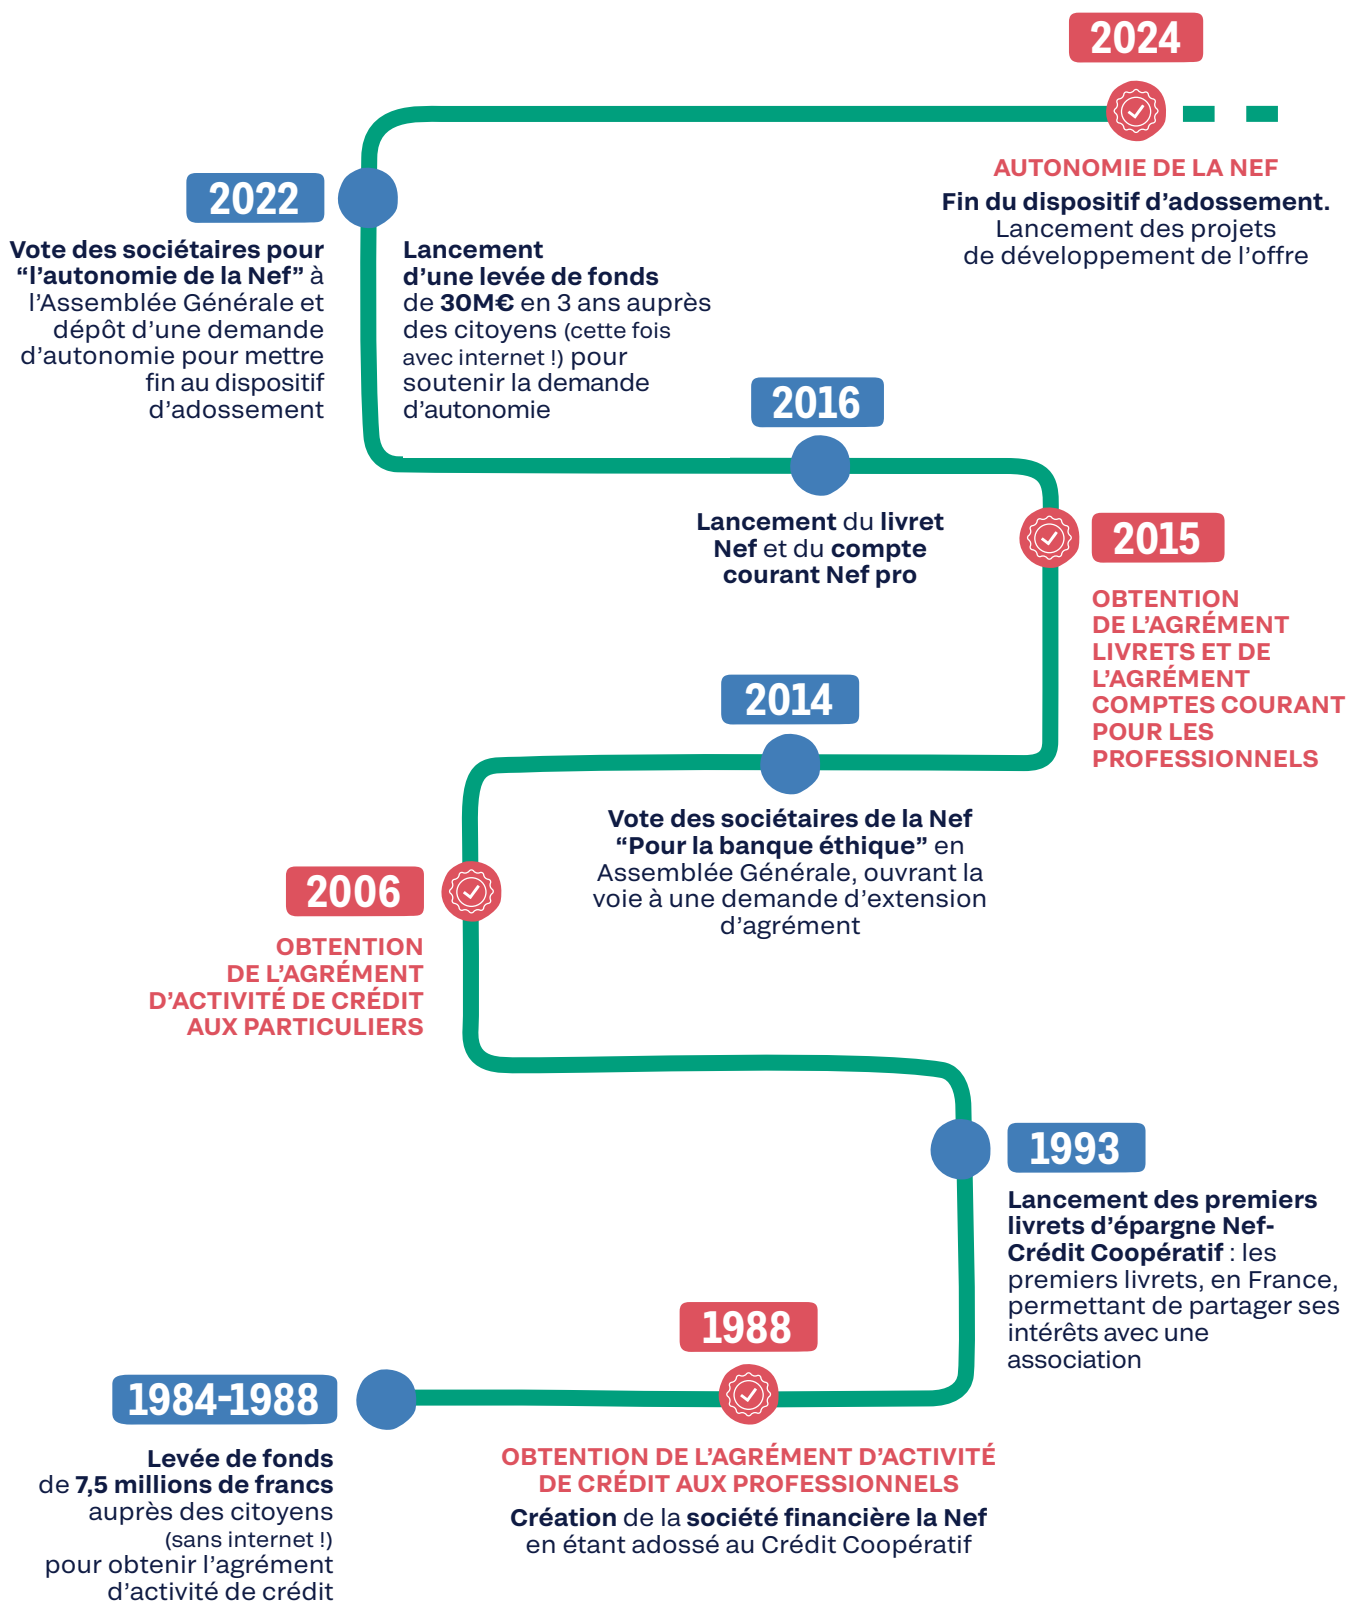 2024
AUTONOMIE DE LA NEF
Fin du dispositif d’adossement.
Lancement des projets
de développement de l’offre
2022
Vote des sociétaires pour
“l’autonomie de la Nef” à
l’Assemblée Générale et
dépôt d’une demande
d’autonomie pour mettre
fin au dispositif
d’adossement
Lancement
d’une levée de fonds
de 30M€ en 3 ans auprès
des citoyens (cette fois
avec internet !) pour
soutenir la demande
d’autonomie
2016
Lancement du livret
Nef et du compte
courant Nef pro
2015
OBTENTION
DE L’AGRÉMENT
LIVRETS ET DE
L’AGRÉMENT
COMPTES COURANT
POUR LES
PROFESSIONNELS
2014
Vote des sociétaires de la Nef
“Pour la banque éthique” en
Assemblée Générale, ouvrant la
voie à une demande d’extension
d’agrément
2006
OBTENTION
DE L’AGRÉMENT
D’ACTIVITÉ DE CRÉDIT
AUX PARTICULIERS
1993
Lancement des premiers
livrets d’épargne Nef-
Crédit Coopératif : les
premiers livrets, en France,
permettant de partager ses
intérêts avec une
association
1988
OBTENTION DE L’AGRÉMENT D’ACTIVITÉ
DE CRÉDIT AUX PROFESSIONNELS
Création de la société financière la Nef
en étant adossé au Crédit Coopératif
1984-1988
Levée de fonds
de 7,5 millions de francs
auprès des citoyens
(sans internet !)
pour obtenir l’agrément
d’activité de crédit